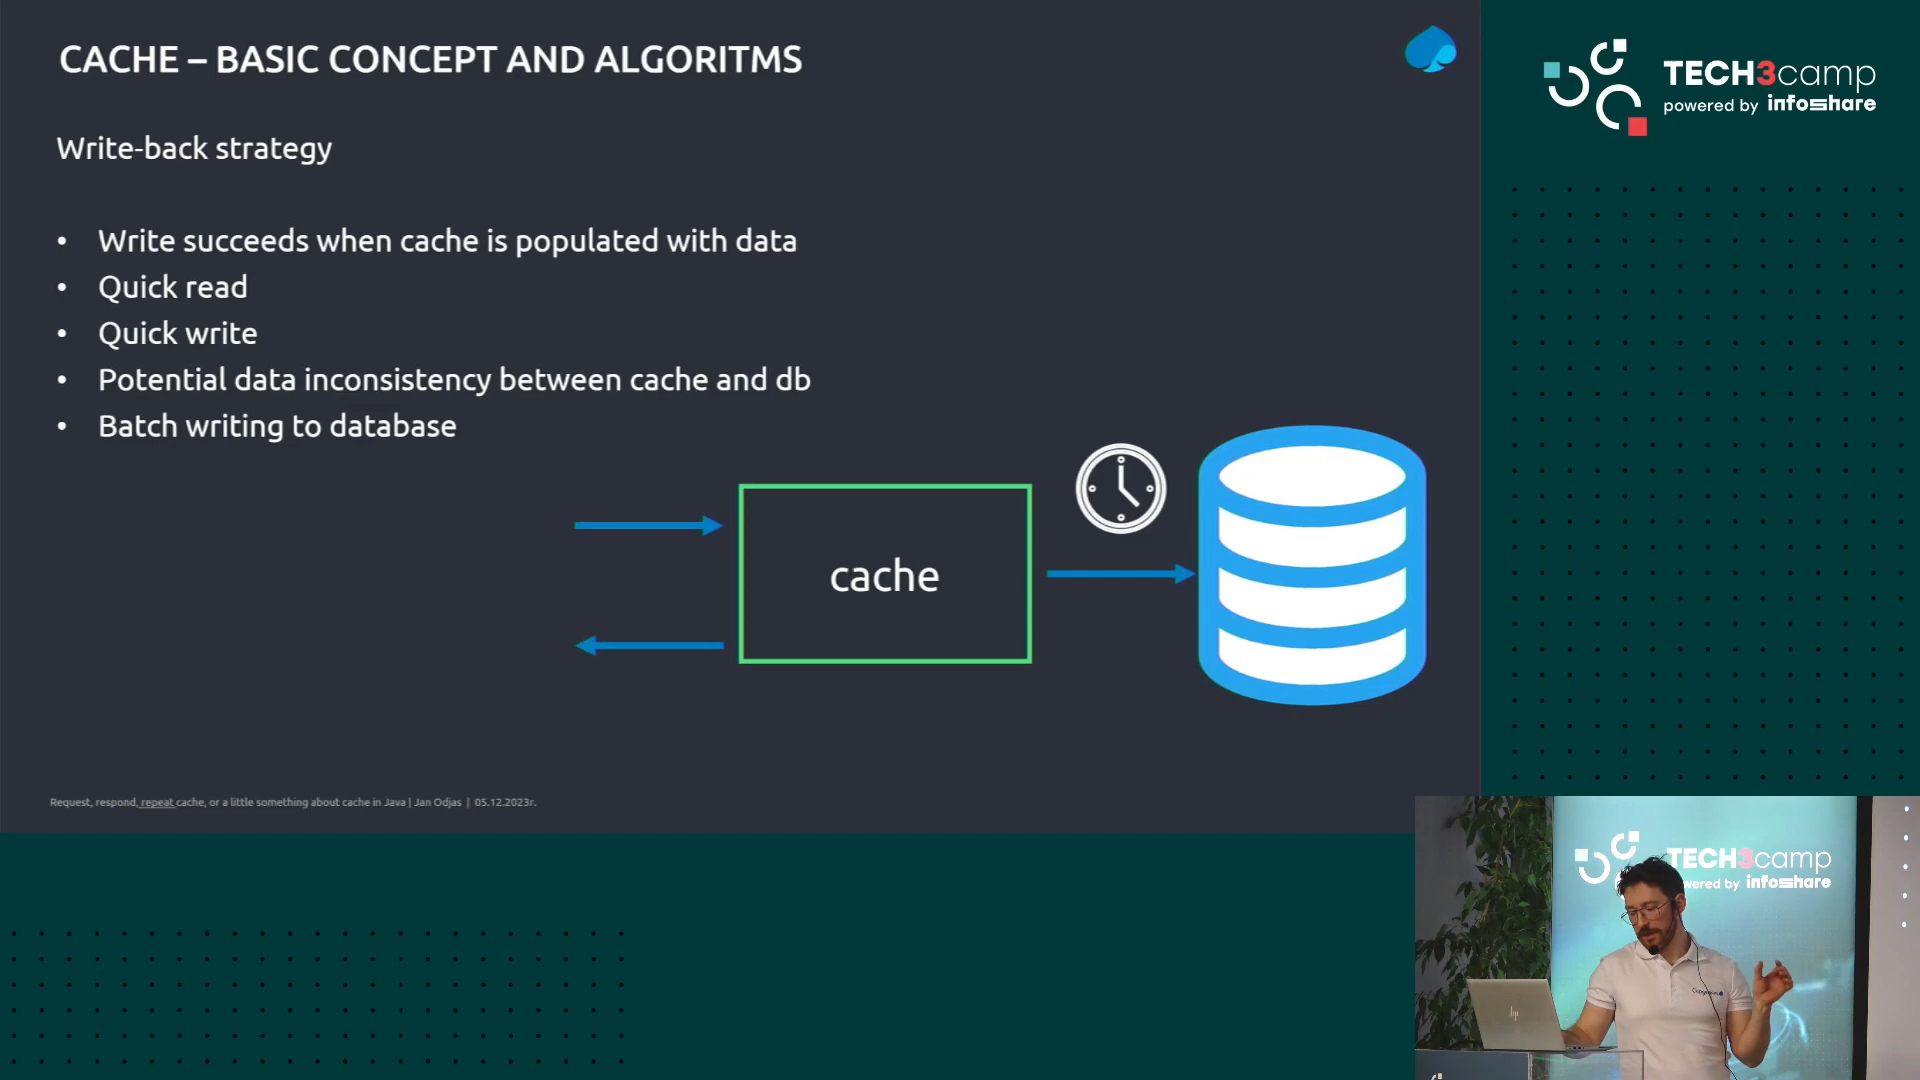 CACHE – BASIC CONCEPT AND ALGORITMS
Write-back strategy
• Write succeeds when cache is populated with data
• Quick read
• Quick write
• Potential data inconsistency between cache and db
• Batch writing to database
cache
Request, respond, repeat cache, or a little something about cache in Java | Jan Odjas | 05.12.2023r.
TECH3camp
powered by infoshare
TECH3camp
wered by infoshare
hp